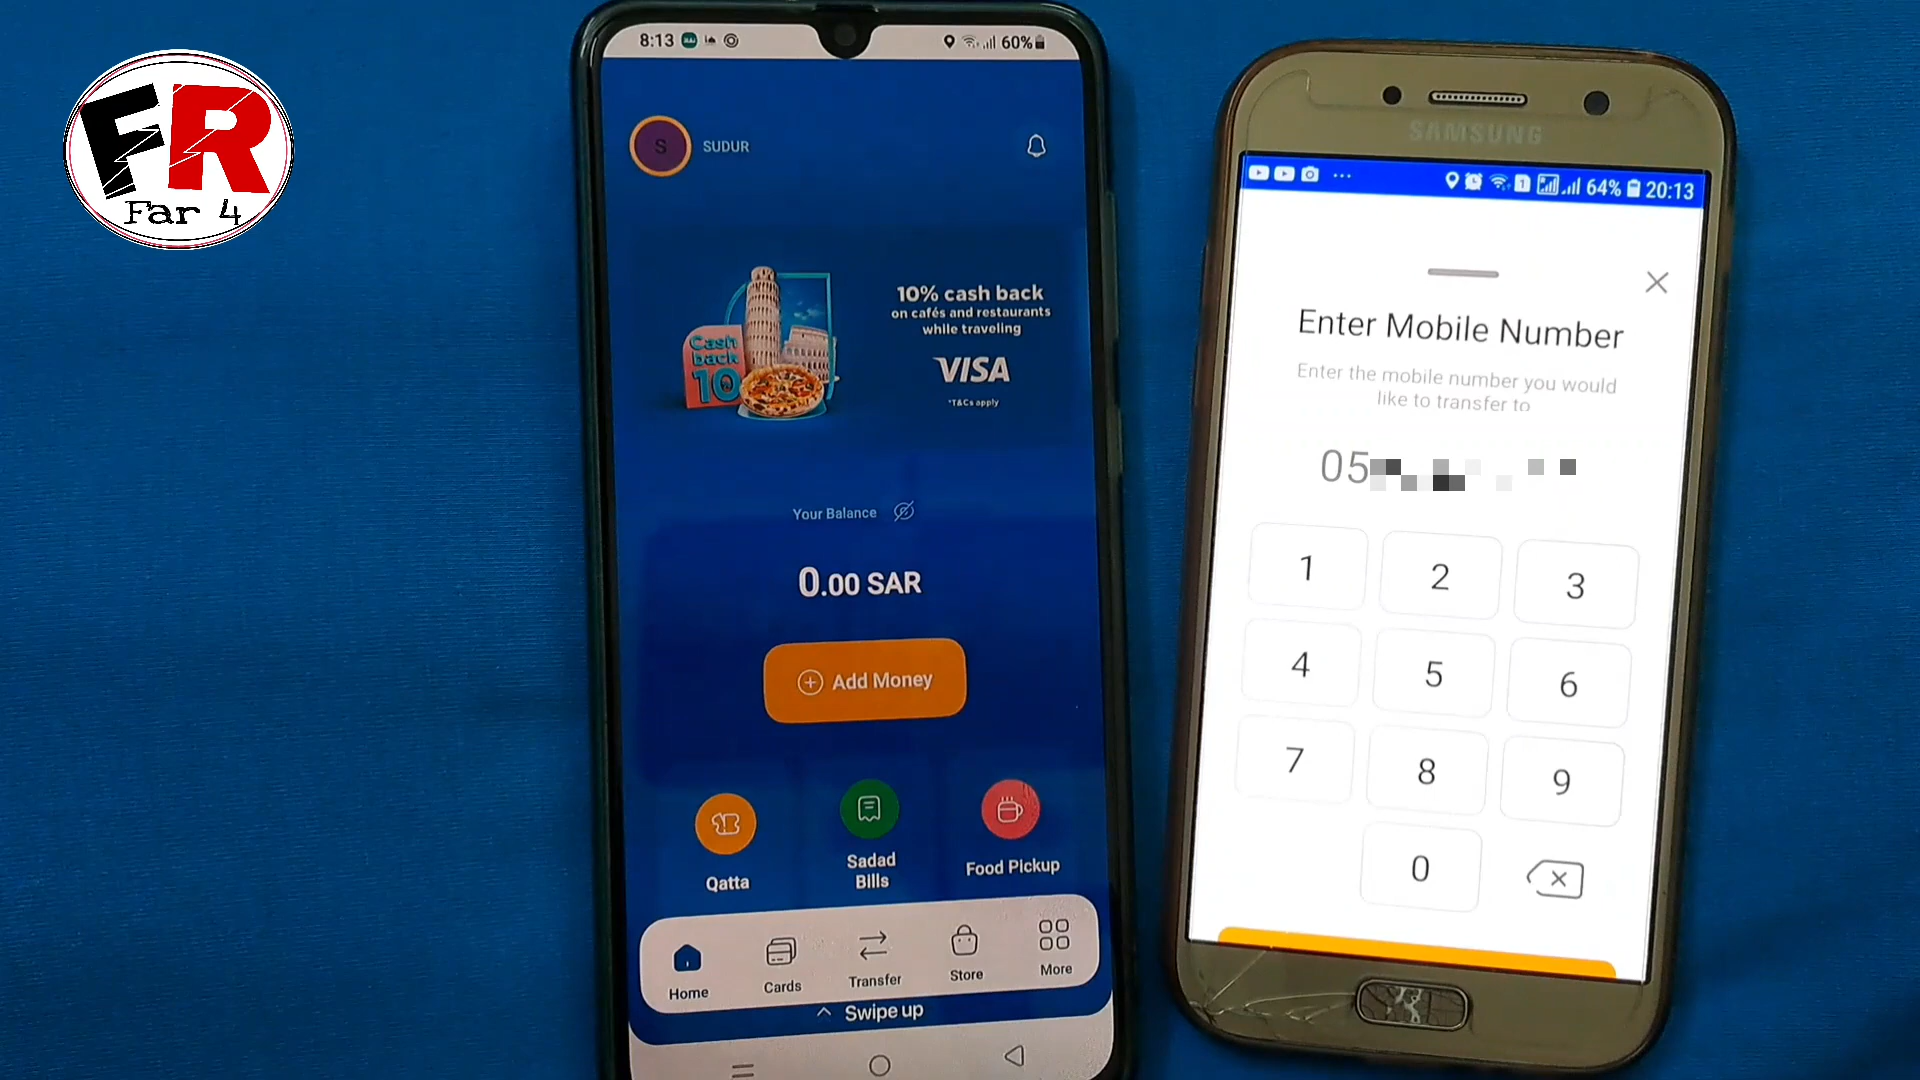 FR
Far 4
8:13
60%
S
SUDUR
Cash
back
10
10% cash back
on cafés and restaurants
while traveling
VISA
*T&Cs apply
Your Balance
0.00 SAR
Add Money
Qatta
Sadad
Bills
Food Pickup
Home
Cards
Transfer
Store
More
Swipe up
SAMSUNG
1
64%
20:13
Enter Mobile Number
Enter the mobile number you would
like to transfer to
05
1
2
3
4
5
6
7
8
9
0